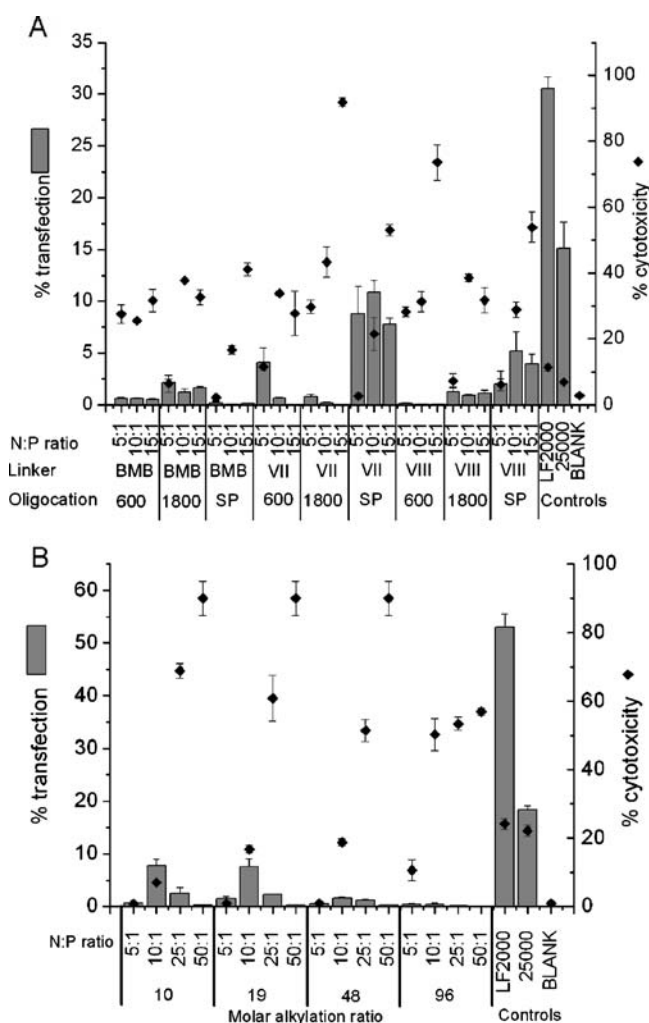 A
35
30
25
20
15
10
5
0
% transfection
100
80
60
40
20
0
% cytotoxicity
N:P ratio 5:1 10:1 15:1 5:1 10:1 15:1 5:1 10:1 15:1 5:1 10:1 15:1 5:1 10:1 15:1 5:1 10:1 15:1 5:1 10:1 15:1 5:1 10:1 15:1 5:1 10:1 15:1 LF2000 25000 BLANK
Linker BMB BMB BMB VII VII VII VIII VIII VIII
Oligocation 600 1800 SP 600 1800 SP 600 1800 SP Controls
B
60
50
40
30
20
10
0
% transfection
100
80
60
40
20
0
% cytotoxicity
N:P ratio 5:1 10:1 25:1 50:1 5:1 10:1 25:1 50:1 5:1 10:1 25:1 50:1 5:1 10:1 25:1 50:1 LF2000 25000 BLANK
10 19 48 96
Molar alkylation ratio Controls